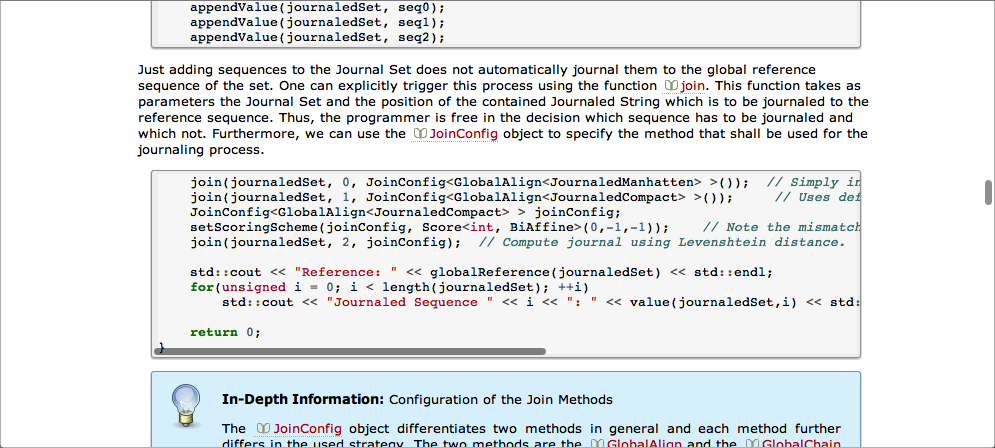 appendValue(journaledSet, seq0);
appendValue(journaledSet, seq1);
appendValue(journaledSet, seq2);
Just adding sequences to the Journal Set does not automatically journal them to the global reference
sequence of the set. One can explicitly trigger this process using the function join. This function takes as
parameters the Journal Set and the position of the contained Journaled String which is to be journaled to the
reference sequence. Thus, the programmer is free in the decision which sequence has to be journaled and
which not. Furthermore, we can use the JoinConfig object to specify the method that shall be used for the
journaling process.
join(journaledSet, 0, JoinConfig<GlobalAlign<JournaledManhatten> >()); // Simply in
join(journaledSet, 1, JoinConfig<GlobalAlign<JournaledCompact> >()); // Uses def
JoinConfig<GlobalAlign<JournaledCompact> > joinConfig;
setScoringScheme(joinConfig, Score<int, BiAffine>(0,-1,-1)); // Note the mismatch
join(journaledSet, 2, joinConfig); // Compute journal using Levenshtein distance.
std::cout << "Reference: " << globalReference(journaledSet) << std::endl;
for(unsigned i = 0; i < length(journaledSet); ++i)
std::cout << "Journaled Sequence " << i << ": " << value(journaledSet,i) << std:
return 0;
}
In-Depth Information: Configuration of the Join Methods
The JoinConfig object differentiates two methods in general and each method further
differs in the used strategy. The two methods are the GlobalAlign and the GlobalChain